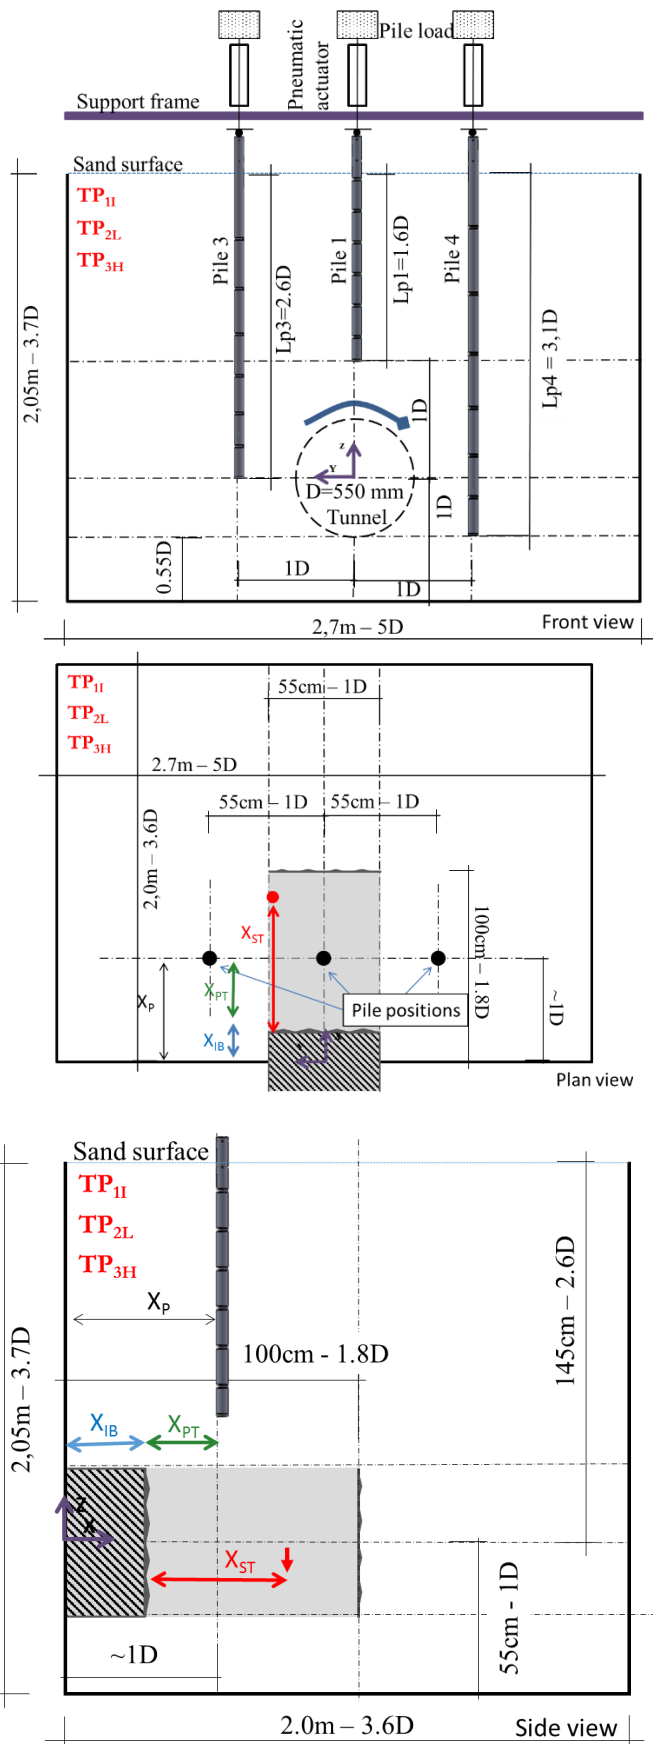 Pile load
Pneumatic
actuator
Support frame
Sand surface
TP1I
TP2L
TP3H
Pile 3
Pile 1
Pile 4
Lp3=2.6D
Lp1=1.6D
Lp4 = 3,1D
2,05m – 3.7D
1D
Z
Y
D=550 mm
Tunnel
1D
0.55D
1D
1D
Front view
2,7m – 5D
TP1I
TP2L
TP3H
55cm – 1D
2.7m – 5D
55cm – 1D
55cm – 1D
2,0m – 3.6D
XST
100cm – 1.8D
XP
XPT
Pile positions
~1D
XIB
Plan view
Sand surface
TP1I
TP2L
TP3H
XP
100cm - 1.8D
145cm – 2.6D
2,05m – 3.7D
XIB
XPT
Z
X
XST
55cm - 1D
~1D
2.0m – 3.6D
Side view